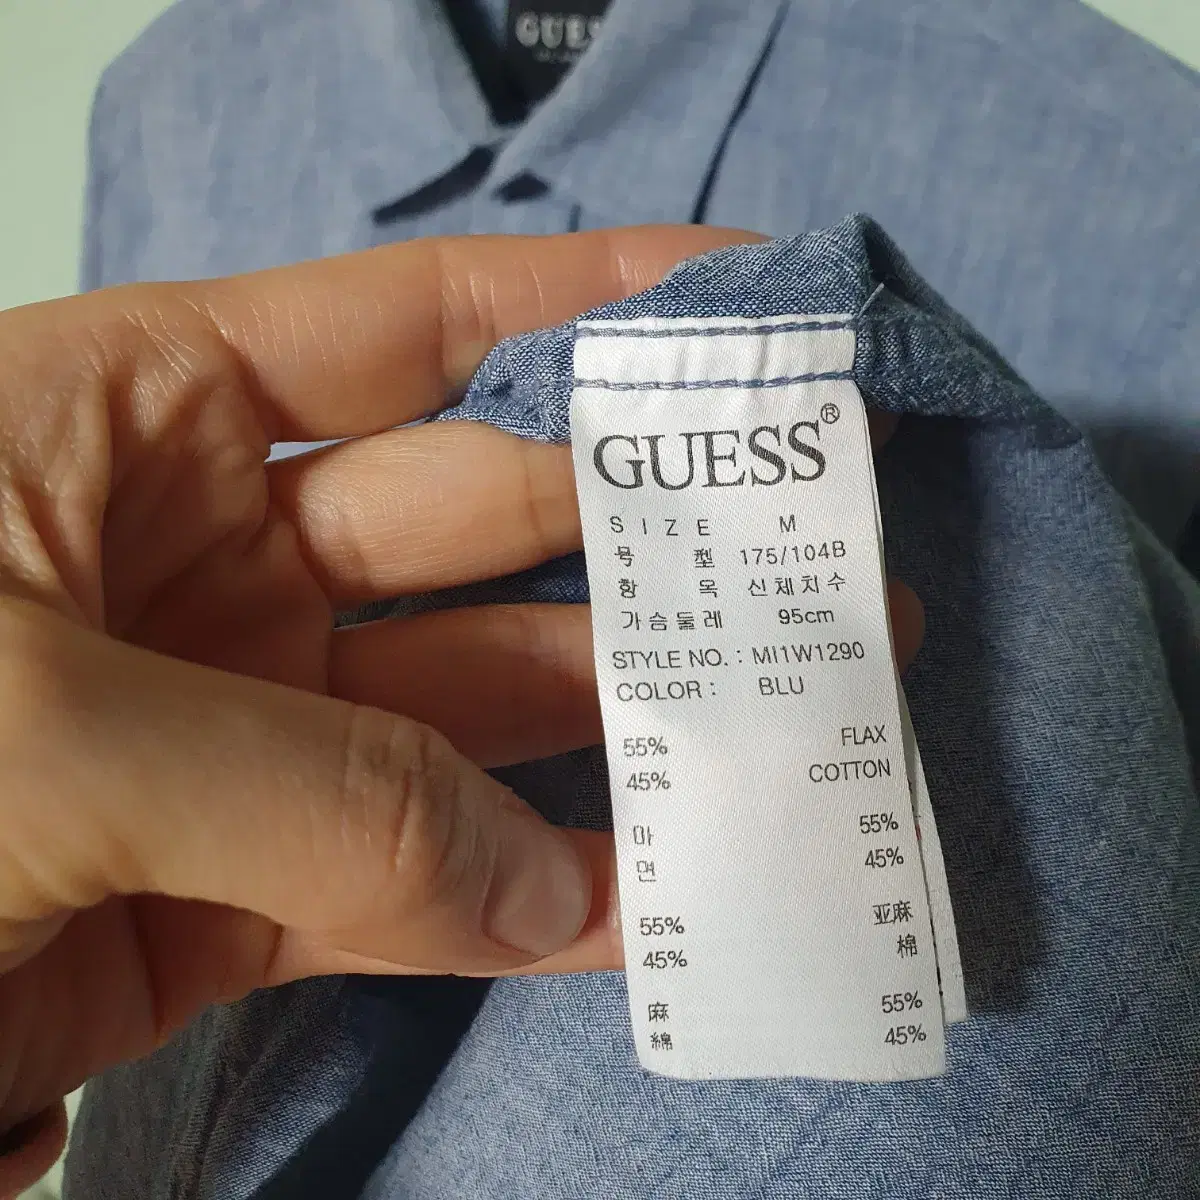 GUES
GUESS®
SIZE M
号型 175/104B
항목 신체치수
가슴둘레 95cm
STYLE NO. : MI1W1290
COLOR : BLU
55% FLAX
45% COTTON
마 55%
면 45%
55% 亚麻
45% 棉
麻 55%
綿 45%